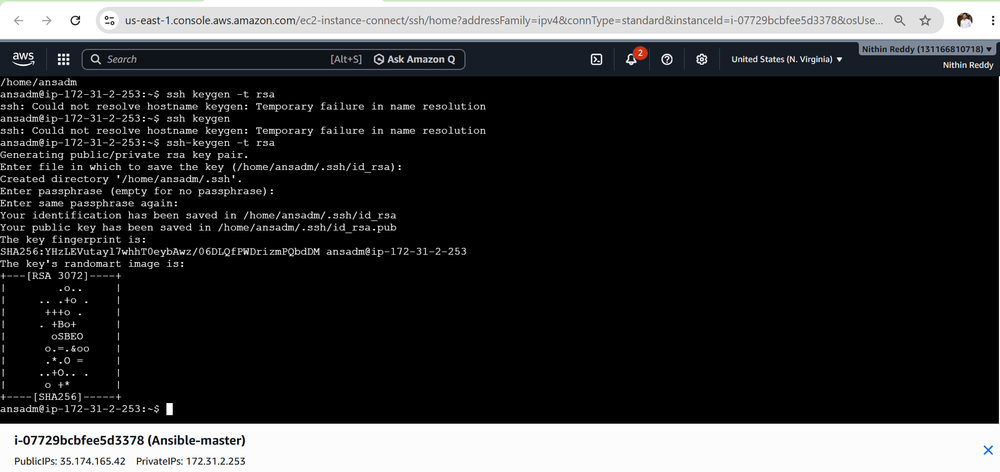 us-east-1.console.aws.amazon.com/ec2-instance-connect/ssh/home?addressFamily=ipv4&connType=standard&instanceId=i-07729bcbfee5d3378&osUse...
aws
Search
[Alt+S]
Ask Amazon Q
2
United States (N. Virginia)
Nithin Reddy (131166810718)
Nithin Reddy
/home/ansadm
ansadm@ip-172-31-2-253:~$ ssh keygen -t rsa
ssh: Could not resolve hostname keygen: Temporary failure in name resolution
ansadm@ip-172-31-2-253:~$ ssh keygen
ssh: Could not resolve hostname keygen: Temporary failure in name resolution
ansadm@ip-172-31-2-253:~$ ssh-keygen -t rsa
Generating public/private rsa key pair.
Enter file in which to save the key (/home/ansadm/.ssh/id_rsa):
Created directory '/home/ansadm/.ssh'.
Enter passphrase (empty for no passphrase):
Enter same passphrase again:
Your identification has been saved in /home/ansadm/.ssh/id_rsa
Your public key has been saved in /home/ansadm/.ssh/id_rsa.pub
The key fingerprint is:
SHA256:YHzLEVutayl7whhT0eybAwz/06DLQfPWDrizmPQbdDM ansadm@ip-172-31-2-253
The key's randomart image is:
+---[RSA 3072]----+
|        .o..     |
|     .. .+o .    |
|      +++o .     |
|     . +Bo+      |
|       oSBEO     |
|      o.=.&oo    |
|      .*.O =     |
|     ..+O.. .    |
|      o +*       |
+----[SHA256]-----+
ansadm@ip-172-31-2-253:~$
i-07729bcbfee5d3378 (Ansible-master)
PublicIPs: 35.174.165.42 PrivateIPs: 172.31.2.253